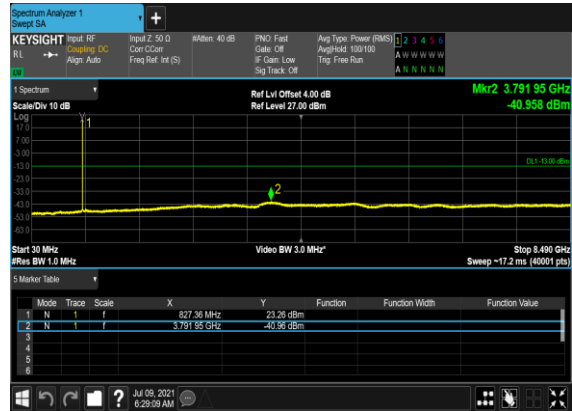 Spectrum Analyzer 1
Swept SA
+
KEYSIGHT Input: RF Input Z: 50 Ω #Atten: 40 dB PNO: Fast Avg Type: Power (RMS) 1 2 3 4 5 6
RL Coupling: DC Corr CCorr Gate: Off Avg|Hold: 100/100 A W W W W W
Align: Auto Freq Ref: Int (S) IF Gain: Low Trig: Free Run
LW Sig Track: Off A N N N N N
1 Spectrum Ref Lvl Offset 4.00 dB Mkr2 3.791 95 GHz
Scale/Div 10 dB Ref Level 27.00 dBm -40.958 dBm
Log
17.0
1
7.00
-3.00
-13.0
DL1 -13.00 dBm
-23.0
-33.0
2
-43.0
-53.0
-63.0
Start 30 MHz Video BW 3.0 MHz* Stop 8.490 GHz
#Res BW 1.0 MHz Sweep ~17.2 ms (40001 pts)
5 Marker Table
Mode Trace Scale X Y Function Function Width Function Value
1 N 1 f 827.36 MHz 23.26 dBm
2 N 1 f 3.791 95 GHz -40.96 dBm
3
4
5
6
? Jul 09, 2021
6:29:09 AM